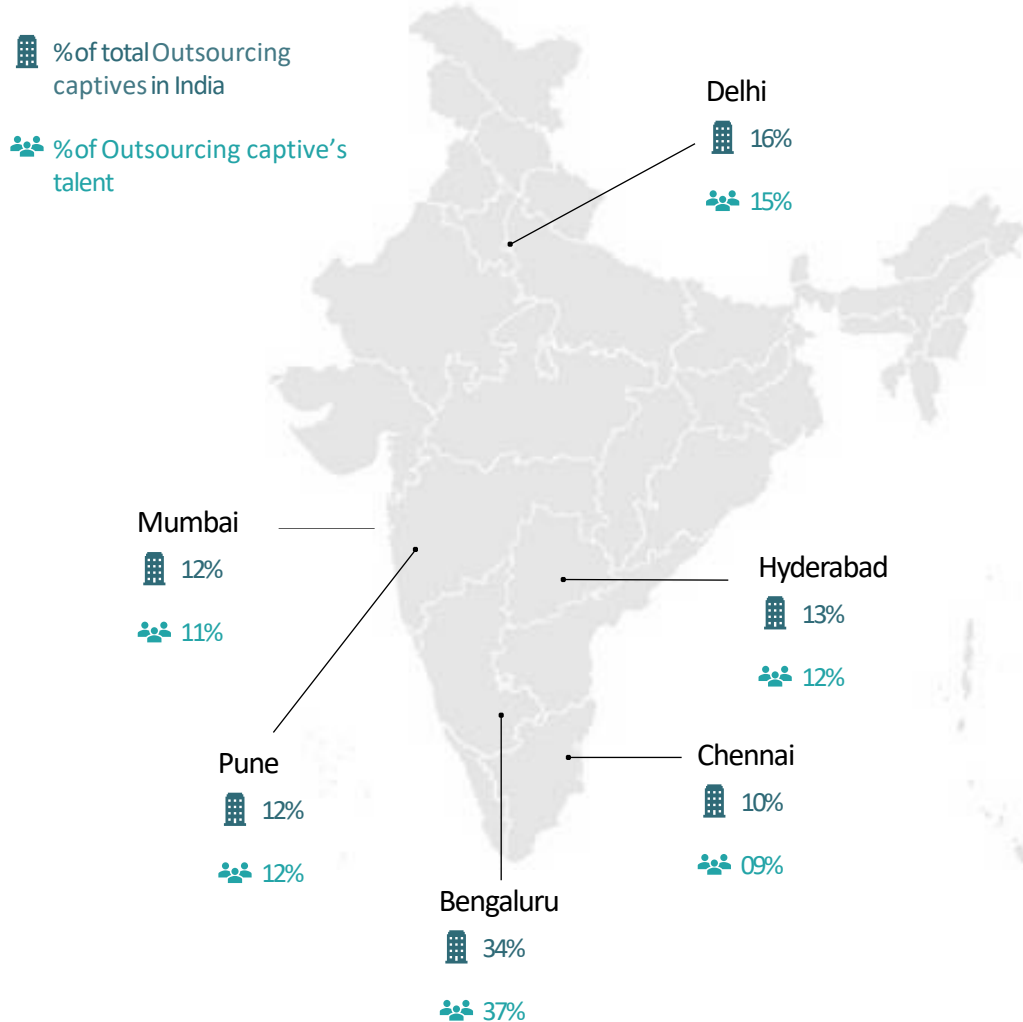 % of total Outsourcing
captives in India
% of Outsourcing captive's
talent
Delhi
16%
15%
Mumbai
12%
11%
Hyderabad
13%
12%
Pune
12%
12%
Chennai
10%
09%
Bengaluru
34%
37%